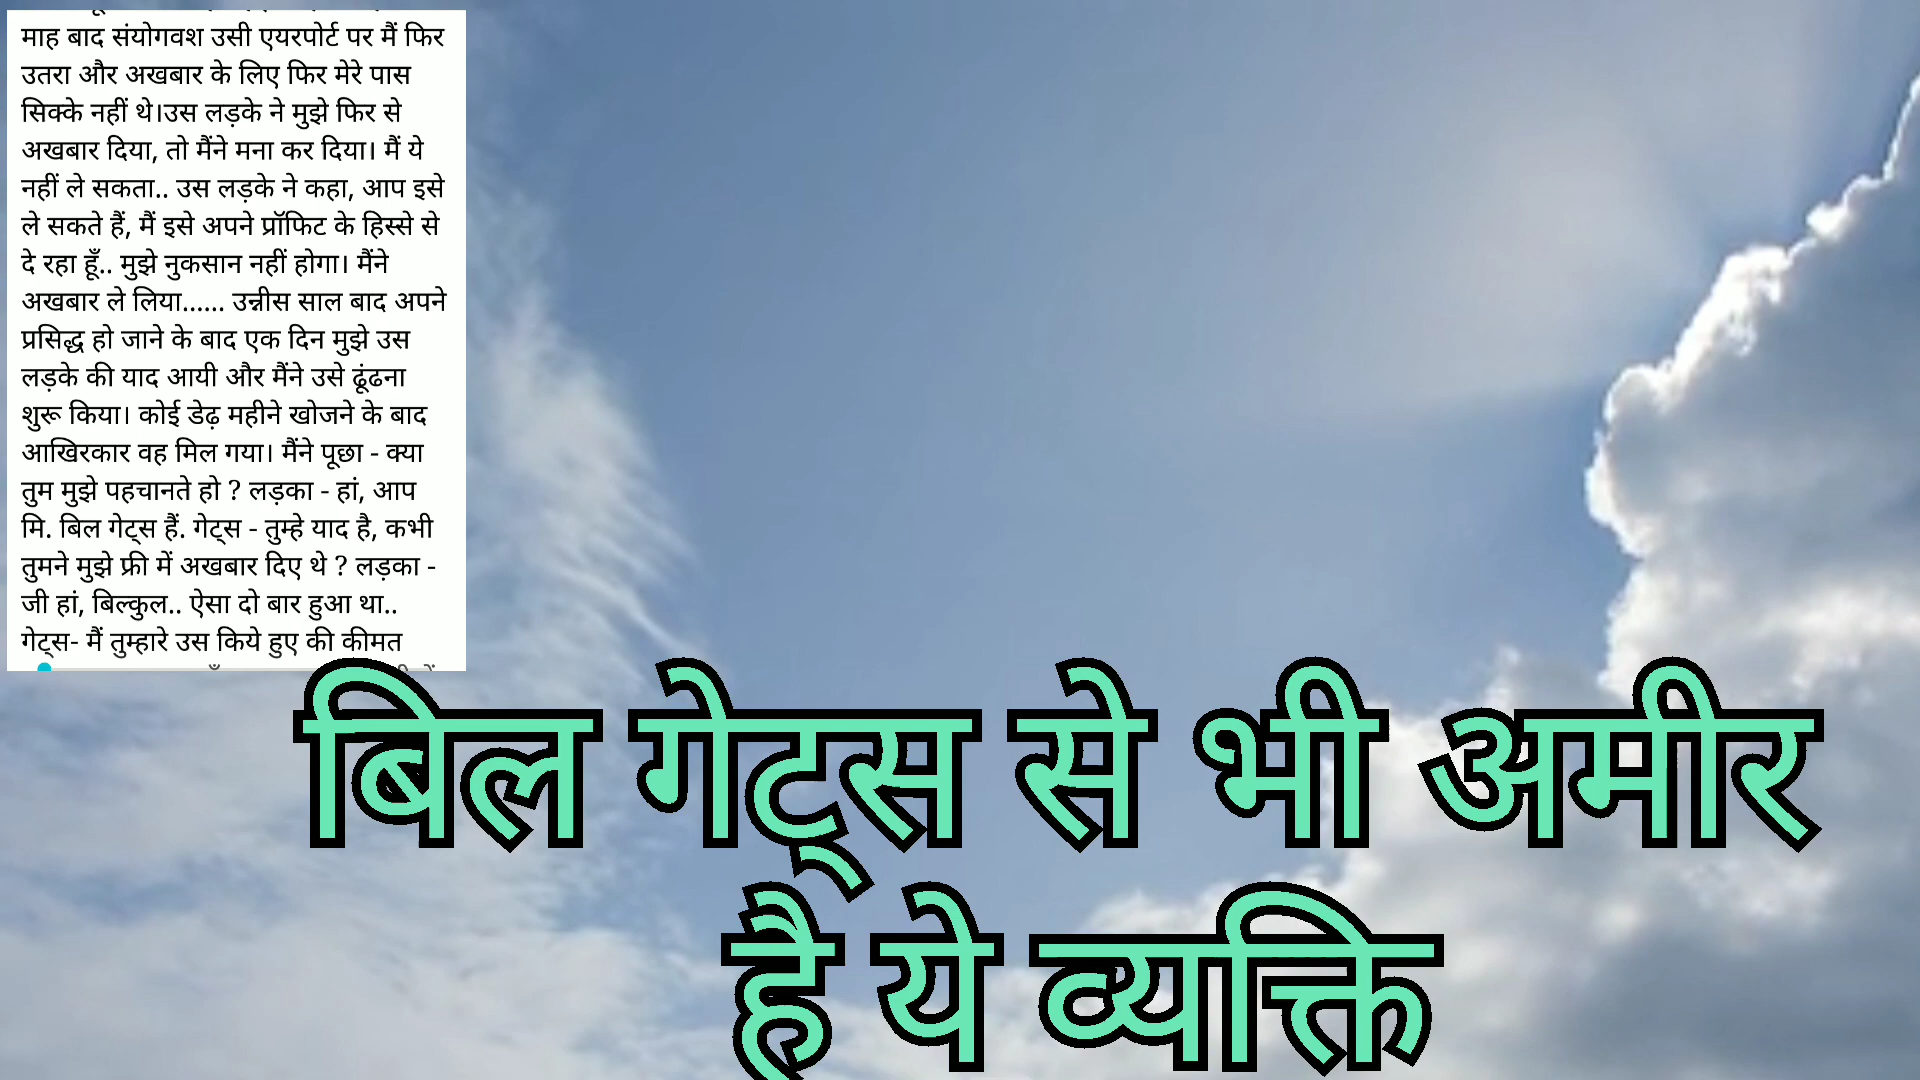 माह बाद संयोगवश उसी एयरपोर्ट पर मैं फिर
उतरा और अखबार के लिए फिर मेरे पास
सिक्के नहीं थे।उस लड़के ने मुझे फिर से
अखबार दिया, तो मैंने मना कर दिया। मैं ये
नहीं ले सकता.. उस लड़के ने कहा, आप इसे
ले सकते हैं, मैं इसे अपने प्रॉफिट के हिस्से से
दे रहा हूँ.. मुझे नुकसान नहीं होगा। मैंने
अखबार ले लिया...... उन्नीस साल बाद अपने
प्रसिद्ध हो जाने के बाद एक दिन मुझे उस
लड़के की याद आयी और मैंने उसे ढूंढना
शुरू किया। कोई डेढ़ महीने खोजने के बाद
आखिरकार वह मिल गया। मैंने पूछा - क्या
तुम मुझे पहचानते हो ? लड़का - हां, आप
मि. बिल गेट्स हैं. गेट्स - तुम्हे याद है, कभी
तुमने मुझे फ्री में अखबार दिए थे ? लड़का -
जी हां, बिल्कुल.. ऐसा दो बार हुआ था..
गेट्स- मैं तुम्हारे उस किये हुए की कीमत
बिल गेट्स से भी अमीर
है ये व्यक्ति